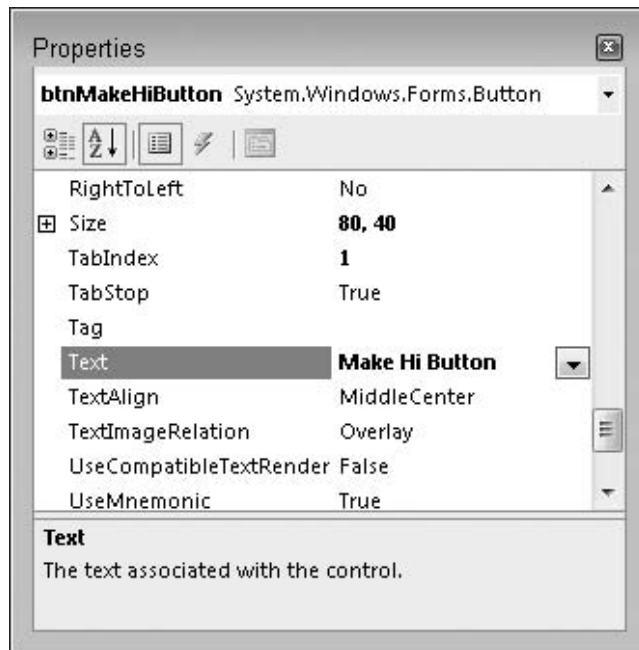 Properties
btnMakeHiButton System.Windows.Forms.Button
A Z
RightToLeft No
Size 80, 40
TabIndex 1
TabStop True
Tag
Text Make Hi Button
TextAlign MiddleCenter
TextImageRelation Overlay
UseCompatibleTextRender False
UseMnemonic True
Text
The text associated with the control.